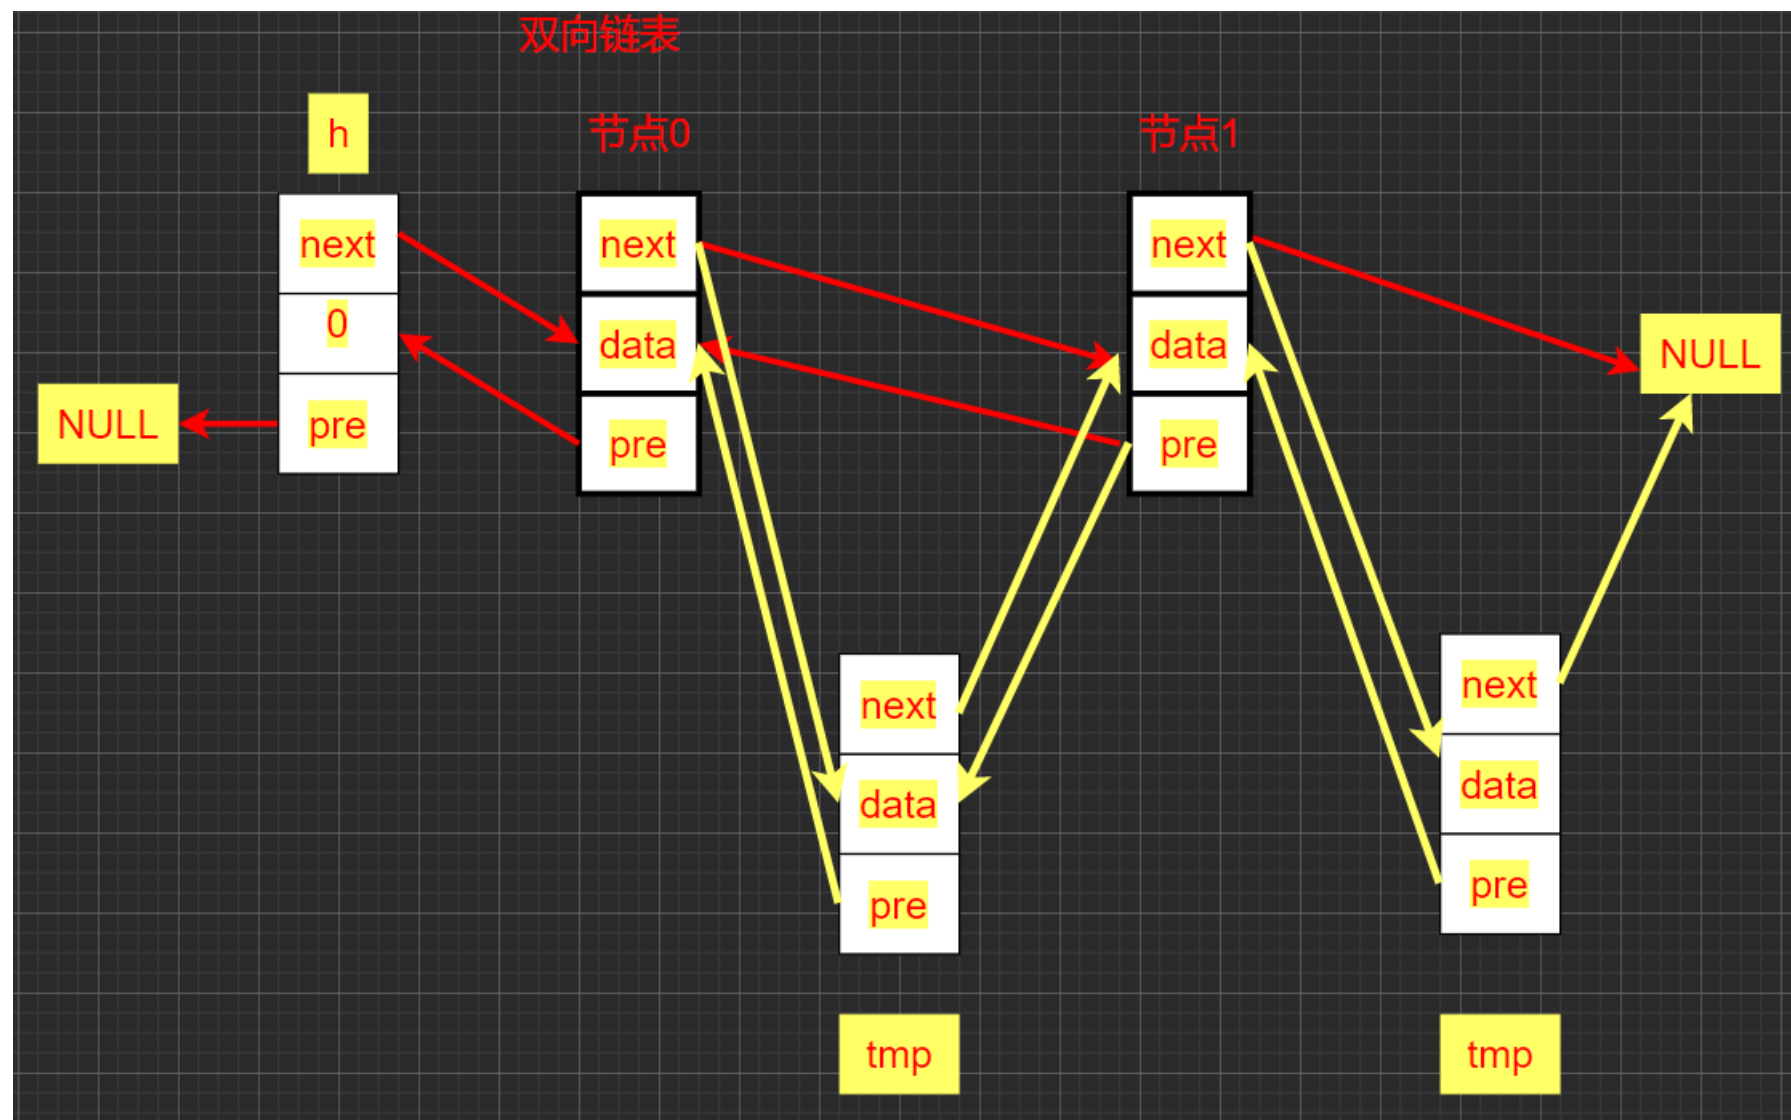 双向链表
h
节点0
节点1
next
0
pre
NULL
next
data
pre
next
data
pre
NULL
next
data
pre
tmp
next
data
pre
tmp